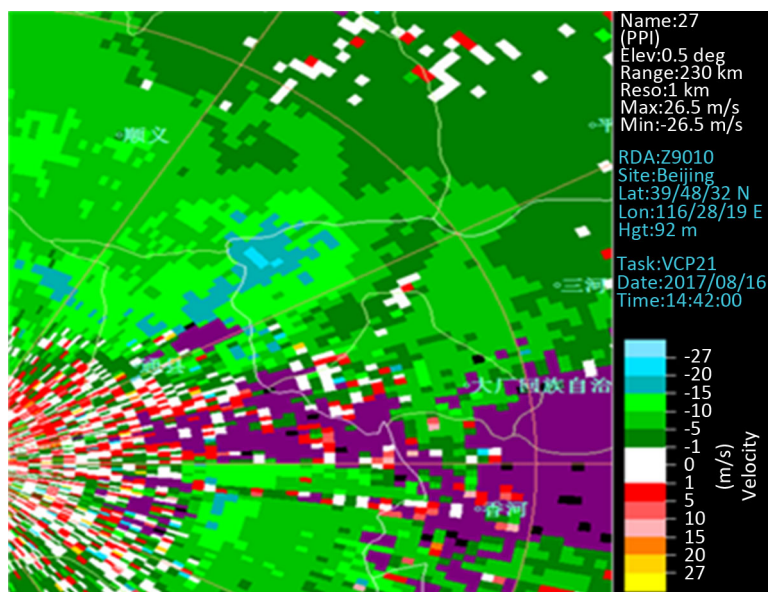 Name:27
(PPI)
Elev:0.5 deg
Range:230 km
Reso:1 km
Max:26.5 m/s
Min:-26.5 m/s
RDA:Z9010
Site:Beijing
Lat:39/48/32 N
Lon:116/28/19 E
Hgt:92 m
Task:VCP21
Date:2017/08/16
Time:14:42:00
-27
-20
-15
-10
-5
-1
0
1
5
10
15
20
27
(m/s)
Velocity
顺义
平
三河
大厂回族自治
香河